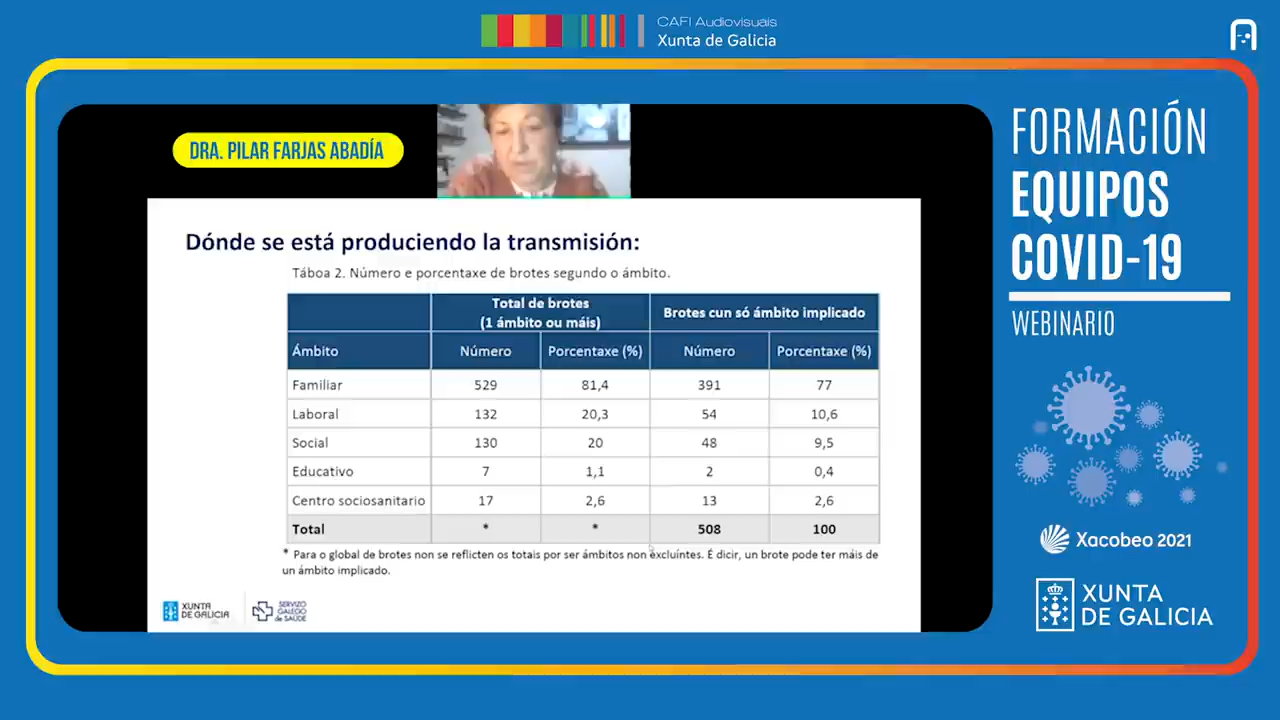 CAFI Audiovisuais
Xunta de Galicia
DRA. PILAR FARJAS ABADÍA
Dónde se está produciendo la transmisión:
Táboa 2. Número e porcentaxe de brotes segundo o ámbito.
Total de brotes
(1 ámbito ou máis)
Brotes cun só ámbito implicado
Ámbito Número Porcentaxe (%) Número Porcentaxe (%)
Familiar 529 81,4 391 77
Laboral 132 20,3 54 10,6
Social 130 20 48 9,5
Educativo 7 1,1 2 0,4
Centro sociosanitario 17 2,6 13 2,6
Total * * 508 100
* Para o global de brotes non se reflicten os totais por ser ámbitos non excluíntes. É dicir, un brote pode ter máis de
un ámbito implicado.
XUNTA
DE GALICIA
SERVIZO
GALEGO
de SAÚDE
FORMACIÓN
EQUIPOS
COVID-19
WEBINARIO
Xacobeo 2021
XUNTA
DE GALICIA